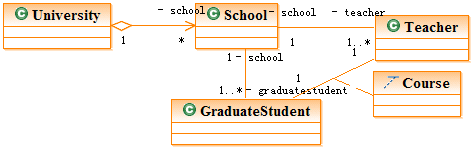 University
- school
1
*
School
- school
- teacher
1
1..*
Teacher
1
- school
1
1
1..*
- graduatestudent
GraduateStudent
Course